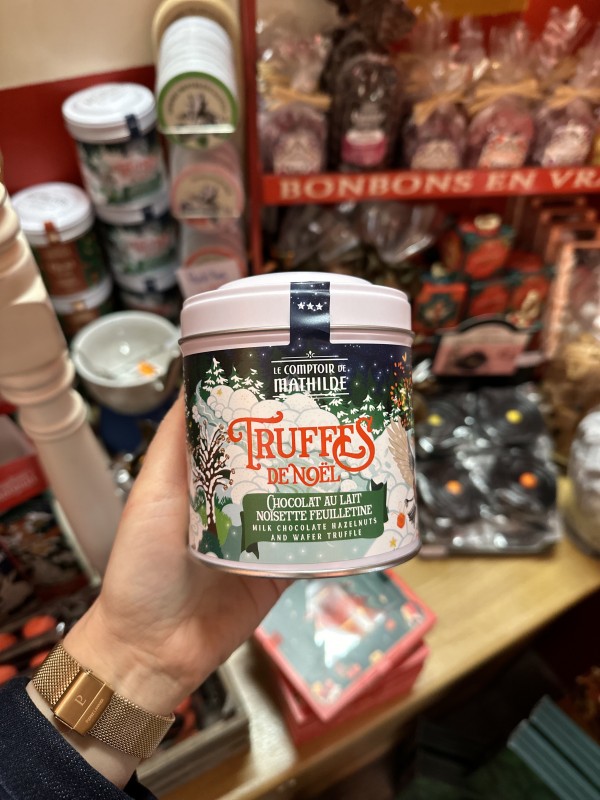 BONBONS EN VR
LE COMPTOIR DE
MATHILDE
TRUFFES
DE NOËL
CHOCOLAT AU LAIT
NOISETTE FEUILLETINE
MILK CHOCOLATE HAZELNUTS
AND WAFER TRUFFLE